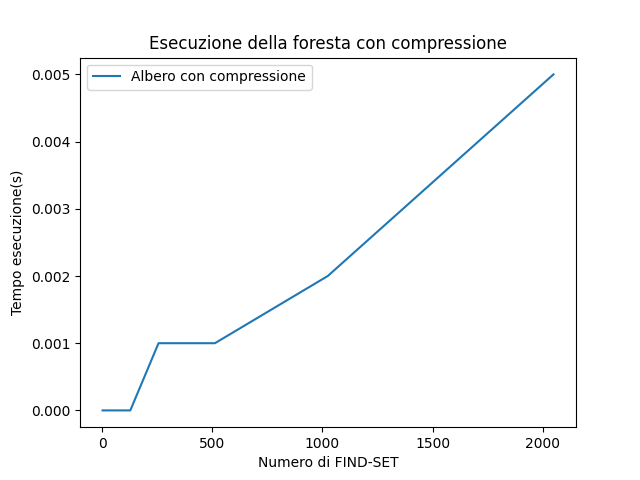 Esecuzione della foresta con compressione
Albero con compressione
0.005
0.004
0.003
0.002
0.001
0.000
Tempo esecuzione(s)
0
500
1000
1500
2000
Numero di FIND-SET